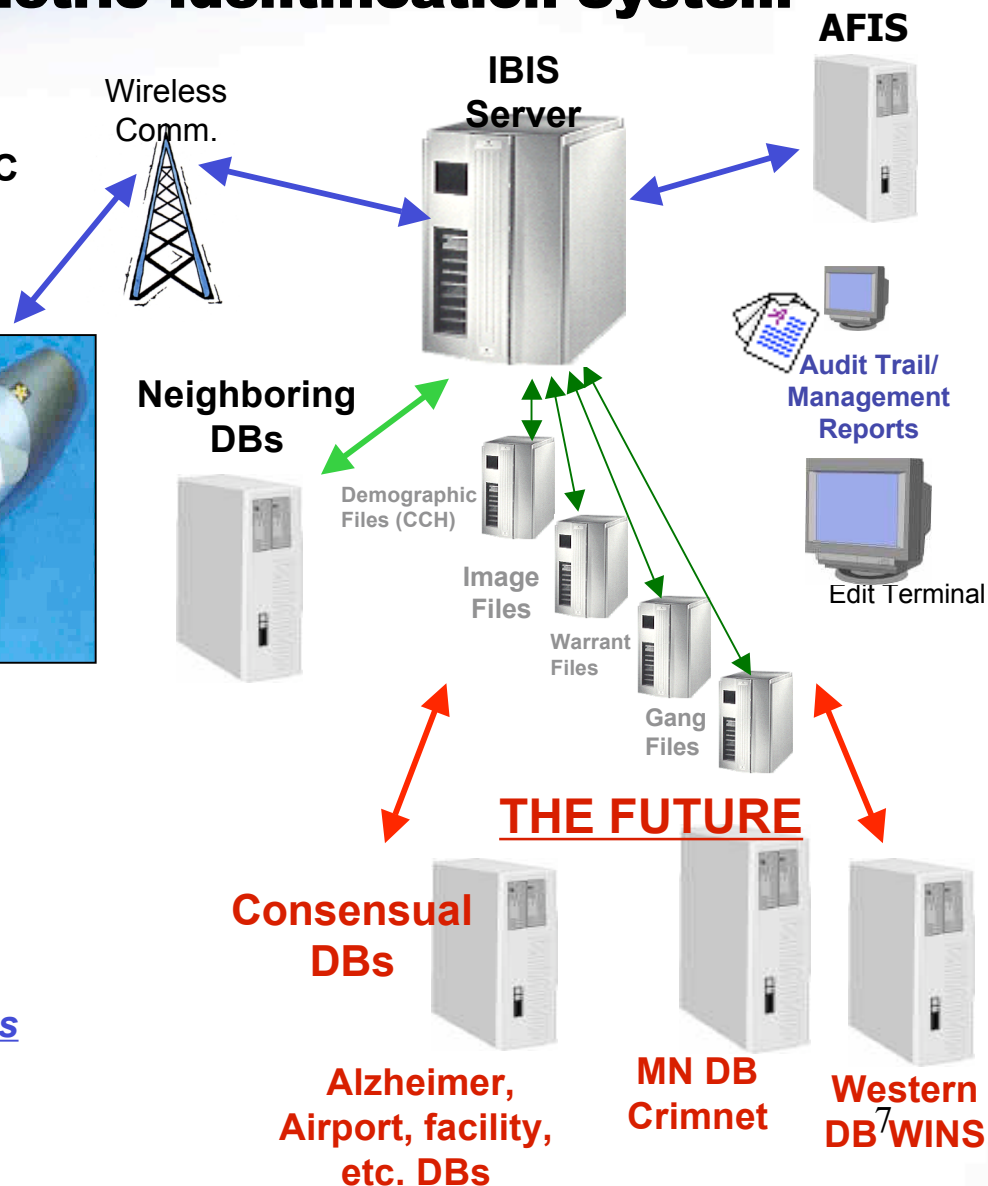 Identification System
AFIS
IBIS
Server
Wireless
Comm.
C
Neighboring
DBs
Demographic
Files (CCH)
Image
Files
Warrant
Files
Gang
Files
Audit Trail/
Management
Reports
Edit Terminal
THE FUTURE
Consensual
DBs
s
Alzheimer,
Airport, facility,
etc. DBs
MN DB
Crimnet
Western
DB WINS
7